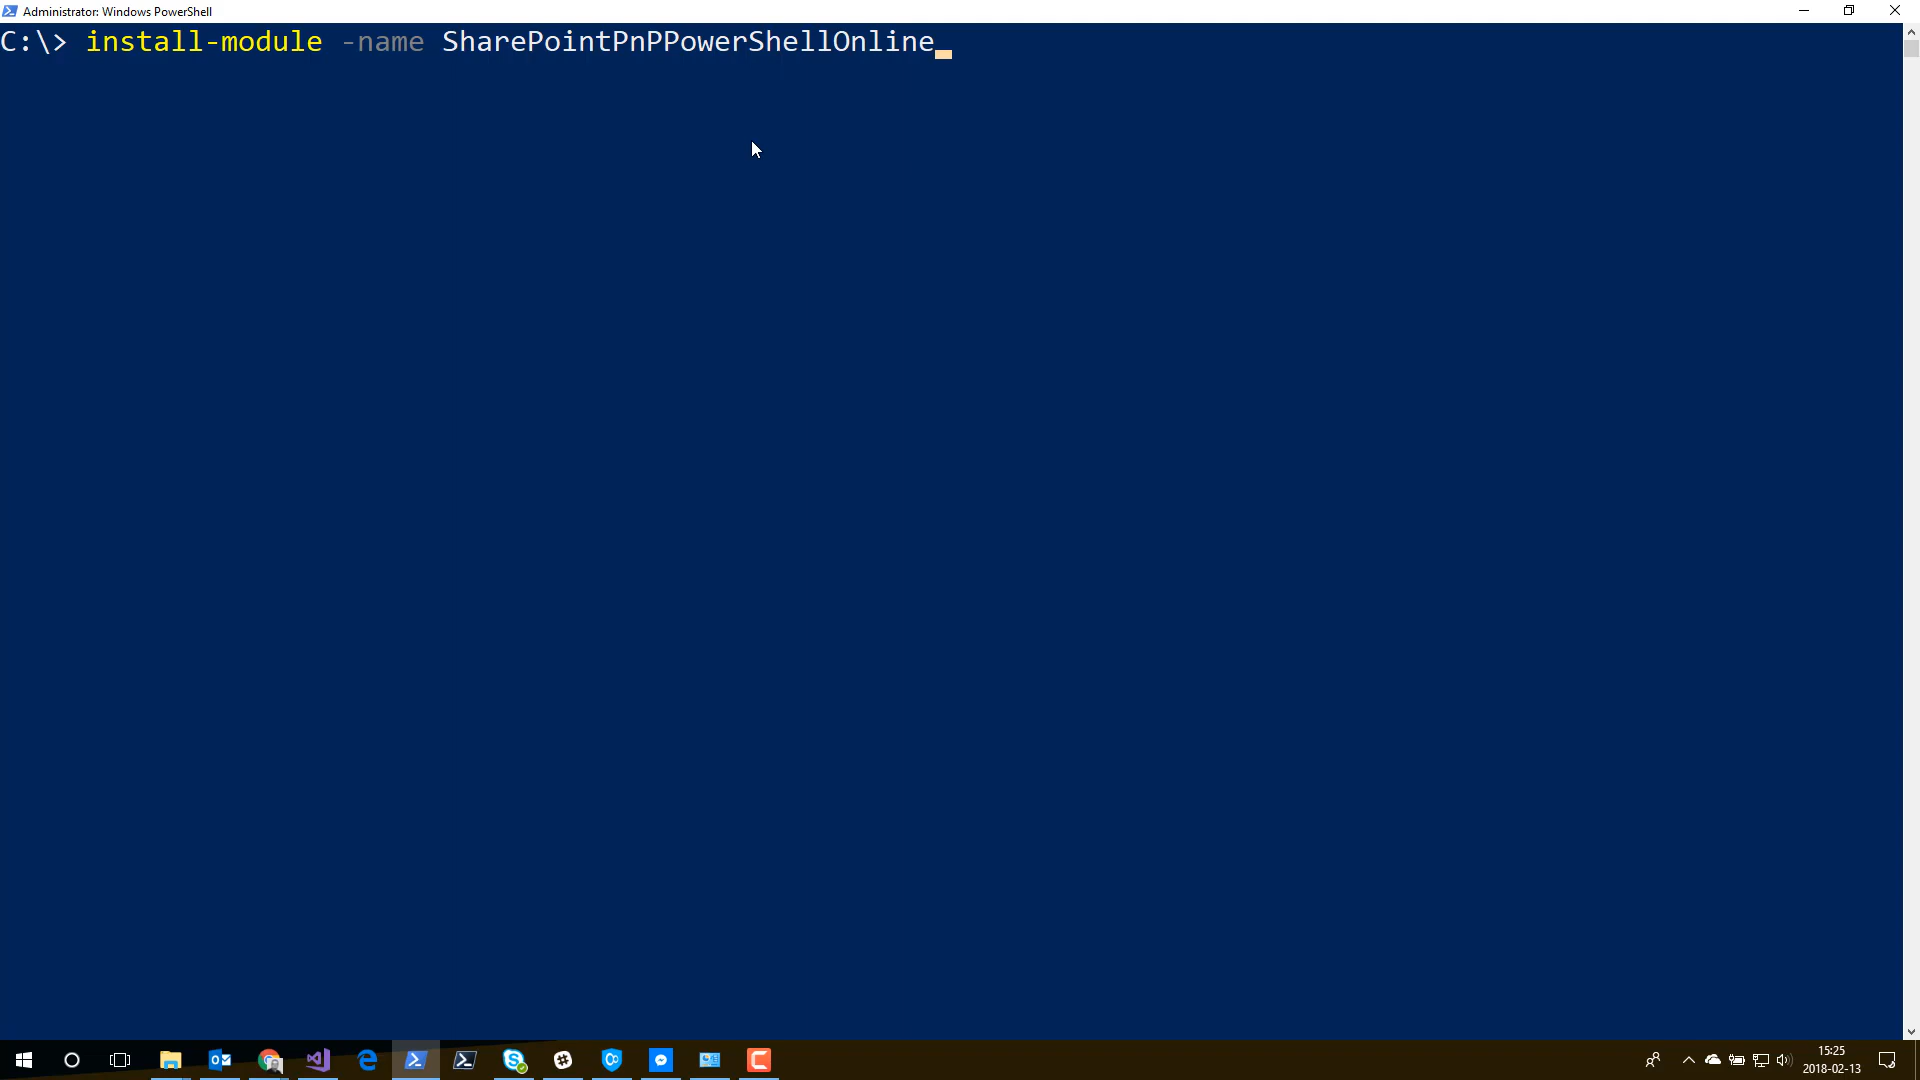 Administrator: Windows PowerShell
C:\> install-module -name SharePointPnPPowerShellOnline
15:25
2018-02-13